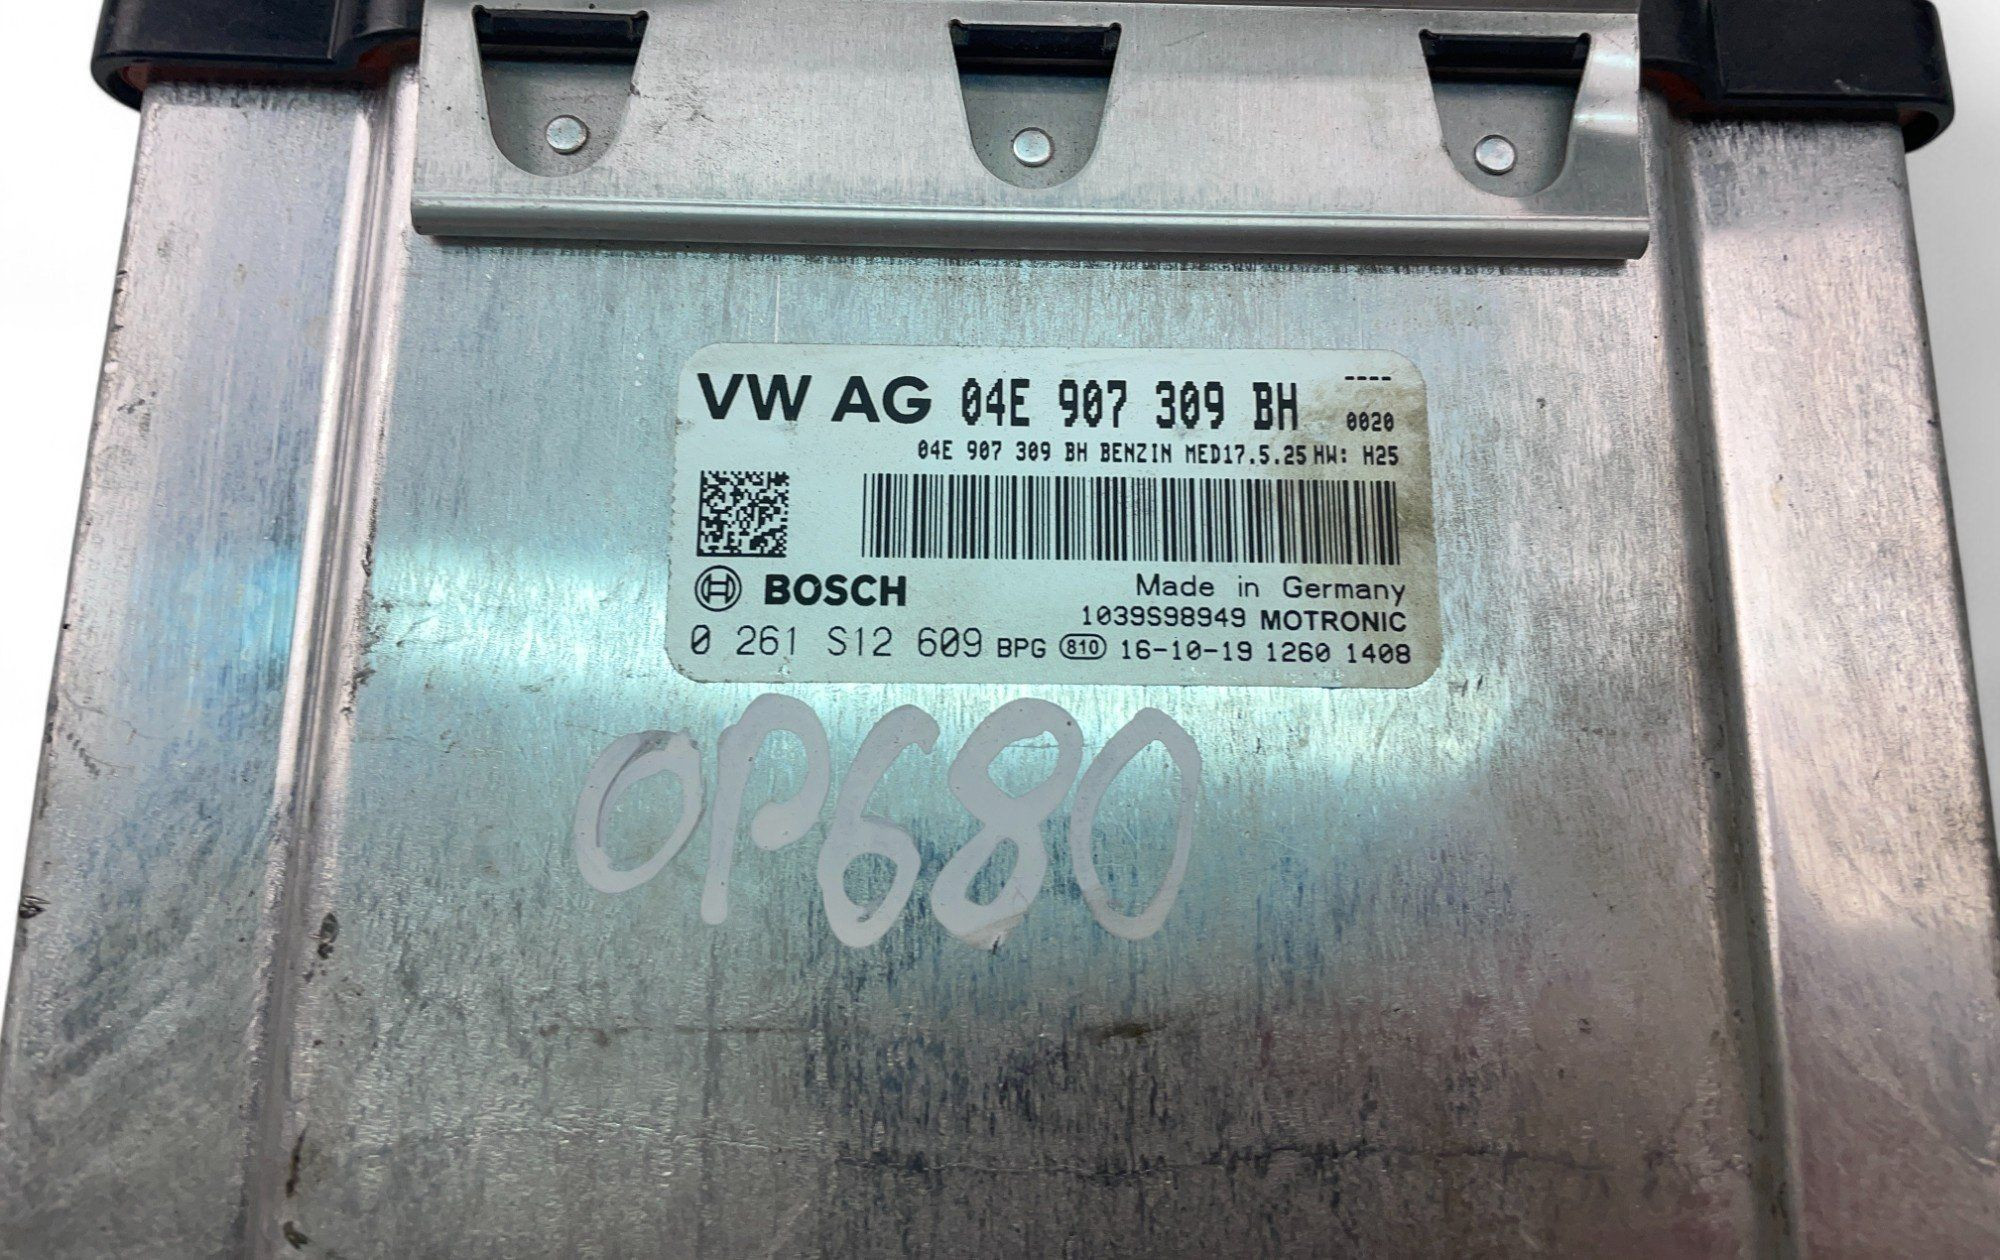 VW AG 04E 907 309 BH ----
0020
04E 907 309 BH BENZIN MED17.5.25 HW: H25
BOSCH Made in Germany
1039S98949 MOTRONIC
0 261 S12 609 BPG 810 16-10-19 1260 1408
OP680